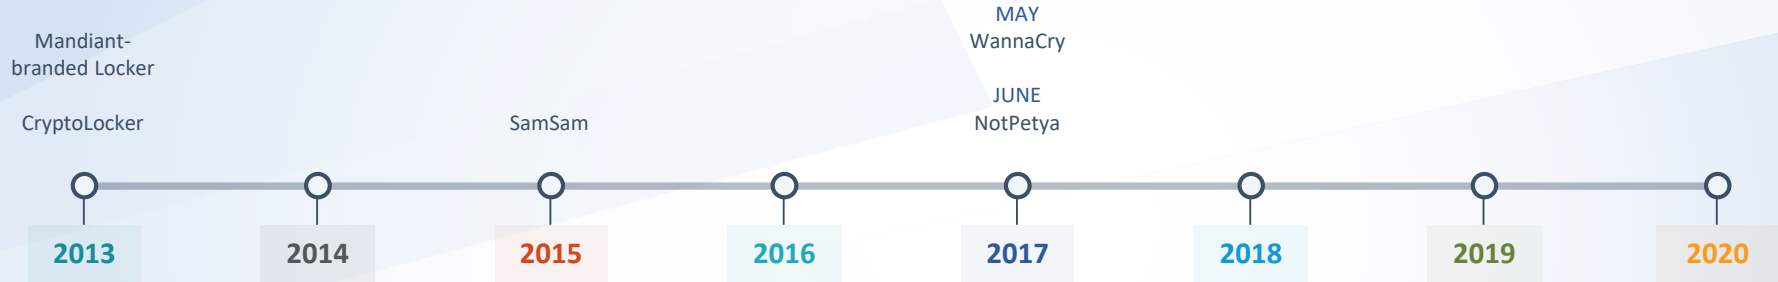 Mandiant-
branded Locker
CryptoLocker
SamSam
MAY
WannaCry
JUNE
NotPetya
2013
2014
2015
2016
2017
2018
2019
2020